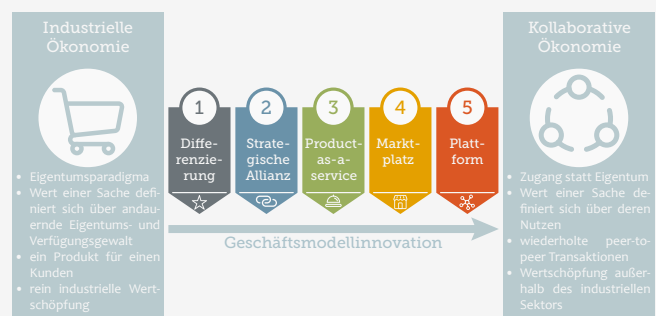 Industrielle
Ökonomie
• Eigentumsparadigma
• Wert einer Sache defi-
niert sich über andau-
ernde Eigentums- und
Verfügungsgewalt
• ein Produkt für einen
Kunden
• rein industrielle Wert-
schöpfung
1
Diffe-
renzie-
rung
2
Strate-
gische
Allianz
3
Product-
as-a-
service
4
Markt-
platz
5
Platt-
form
Geschäftsmodellinnovation
Kollaborative
Ökonomie
• Zugang statt Eigentum
• Wert einer Sache de-
finiert sich über deren
Nutzen
• wiederholte peer-to-
peer Transaktionen
• Wertschöpfung außer-
halb des industriellen
Sektors